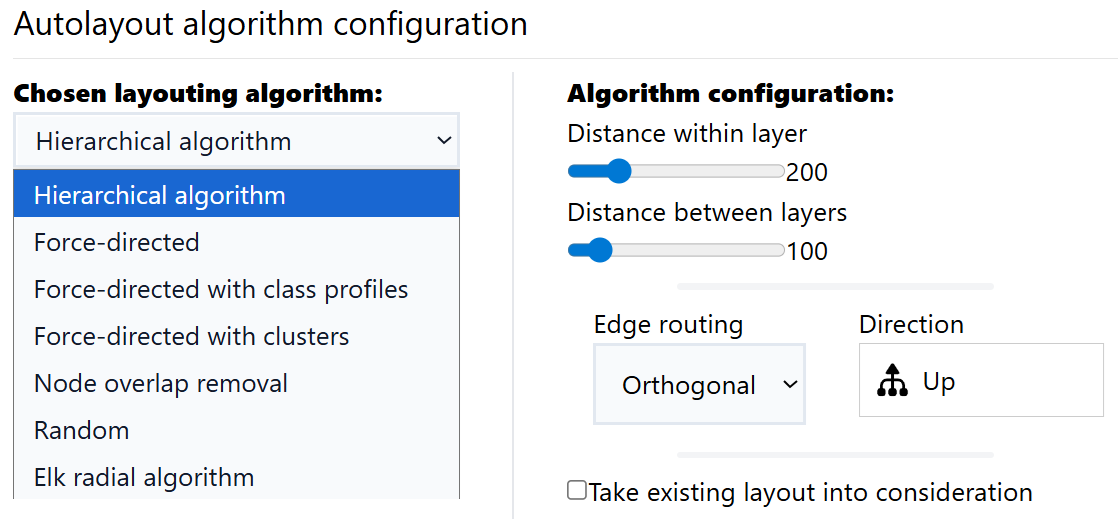 Autolayout algorithm configuration
Chosen layouting algorithm:
Hierarchical algorithm
Hierarchical algorithm
Force-directed
Force-directed with class profiles
Force-directed with clusters
Node overlap removal
Random
Elk radial algorithm
Algorithm configuration:
Distance within layer
200
Distance between layers
100
Edge routing
Orthogonal
Direction
Up
Take existing layout into consideration